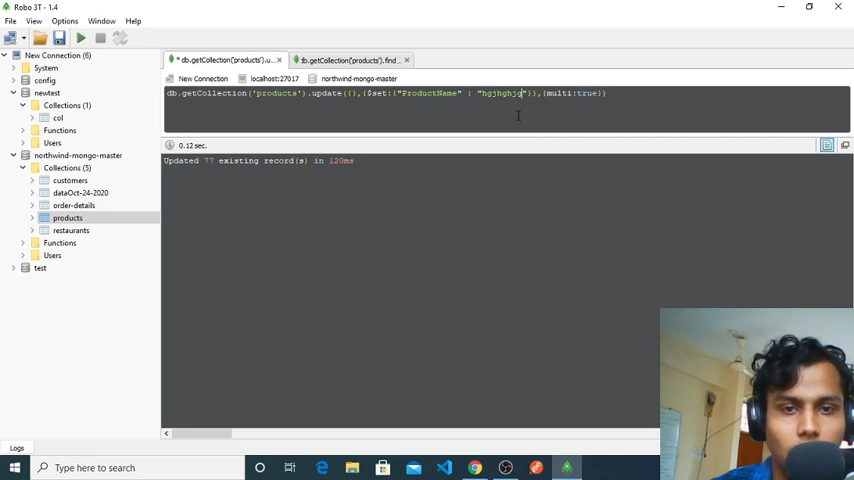 Robo 3T - 1.4
File View Options Window Help
New Connection (6)
System
config
newtest
Collections (1)
col
Functions
Users
northwind-mongo-master
Collections (5)
customers
dataOct-24-2020
order-details
products
restaurants
Functions
Users
test
* db.getCollection('products').u... db.getCollection('products').find...
New Connection localhost:27017 northwind-mongo-master
db.getCollection('products').update({},{$set:{"ProductName" : "hgjhghjg"}},{multi:true})
0.12 sec.
Updated 77 existing record(s) in 120ms
Logs
Type here to search